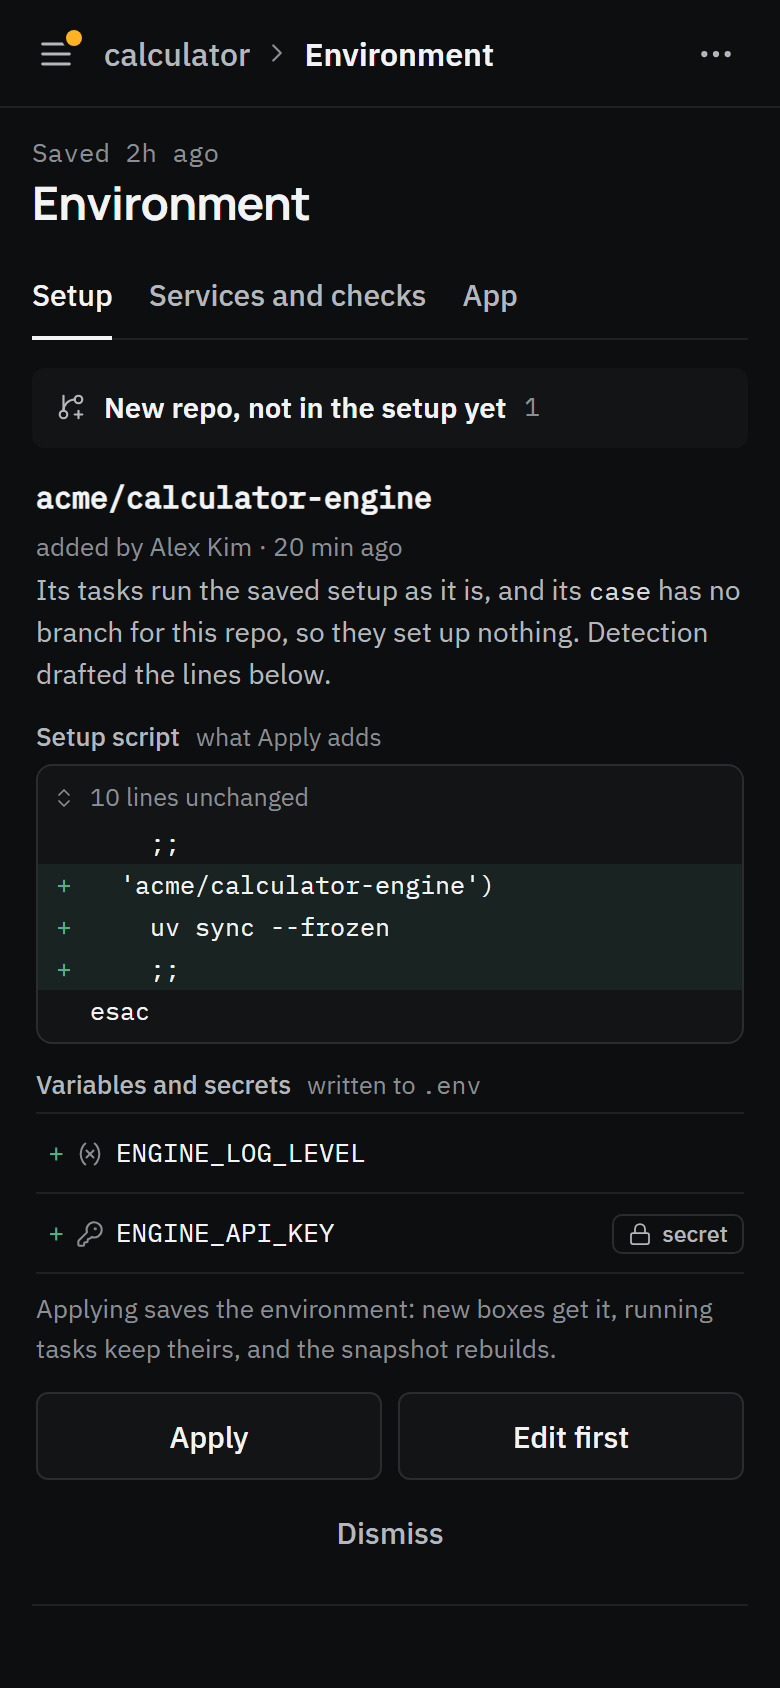 calculator > Environment
Saved 2h ago
Environment
Setup Services and checks App
New repo, not in the setup yet 1
acme/calculator-engine
added by Alex Kim · 20 min ago
Its tasks run the saved setup as it is, and its case has no
branch for this repo, so they set up nothing. Detection
drafted the lines below.
Setup script what Apply adds
10 lines unchanged
;;
+ 'acme/calculator-engine')
+ uv sync --frozen
+ ;;
esac
Variables and secrets written to .env
+ ENGINE_LOG_LEVEL
+ ENGINE_API_KEY secret
Applying saves the environment: new boxes get it, running
tasks keep theirs, and the snapshot rebuilds.
Apply Edit first
Dismiss